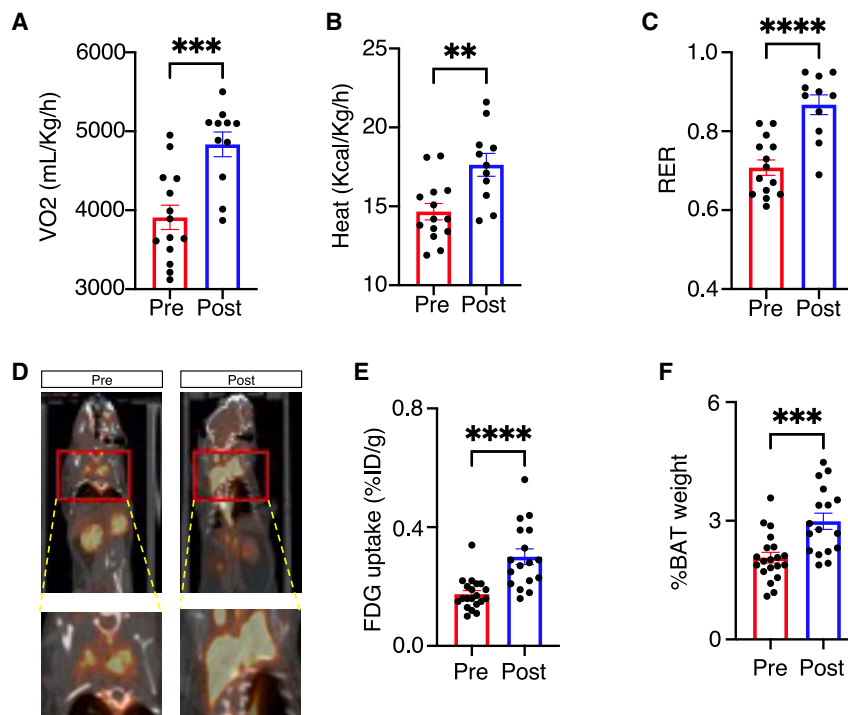 A
VO2 (mL/Kg/h)
6000
5000
4000
3000
***
Pre Post
B
Heat (Kcal/Kg/h)
25
20
15
10
**
Pre Post
C
RER
1.0
0.8
0.6
0.4
****
Pre Post
D
Pre
Post
E
FDG uptake (%ID/g)
0.8
0.4
0.0
****
Pre Post
F
%BAT weight
6
3
0
***
Pre Post